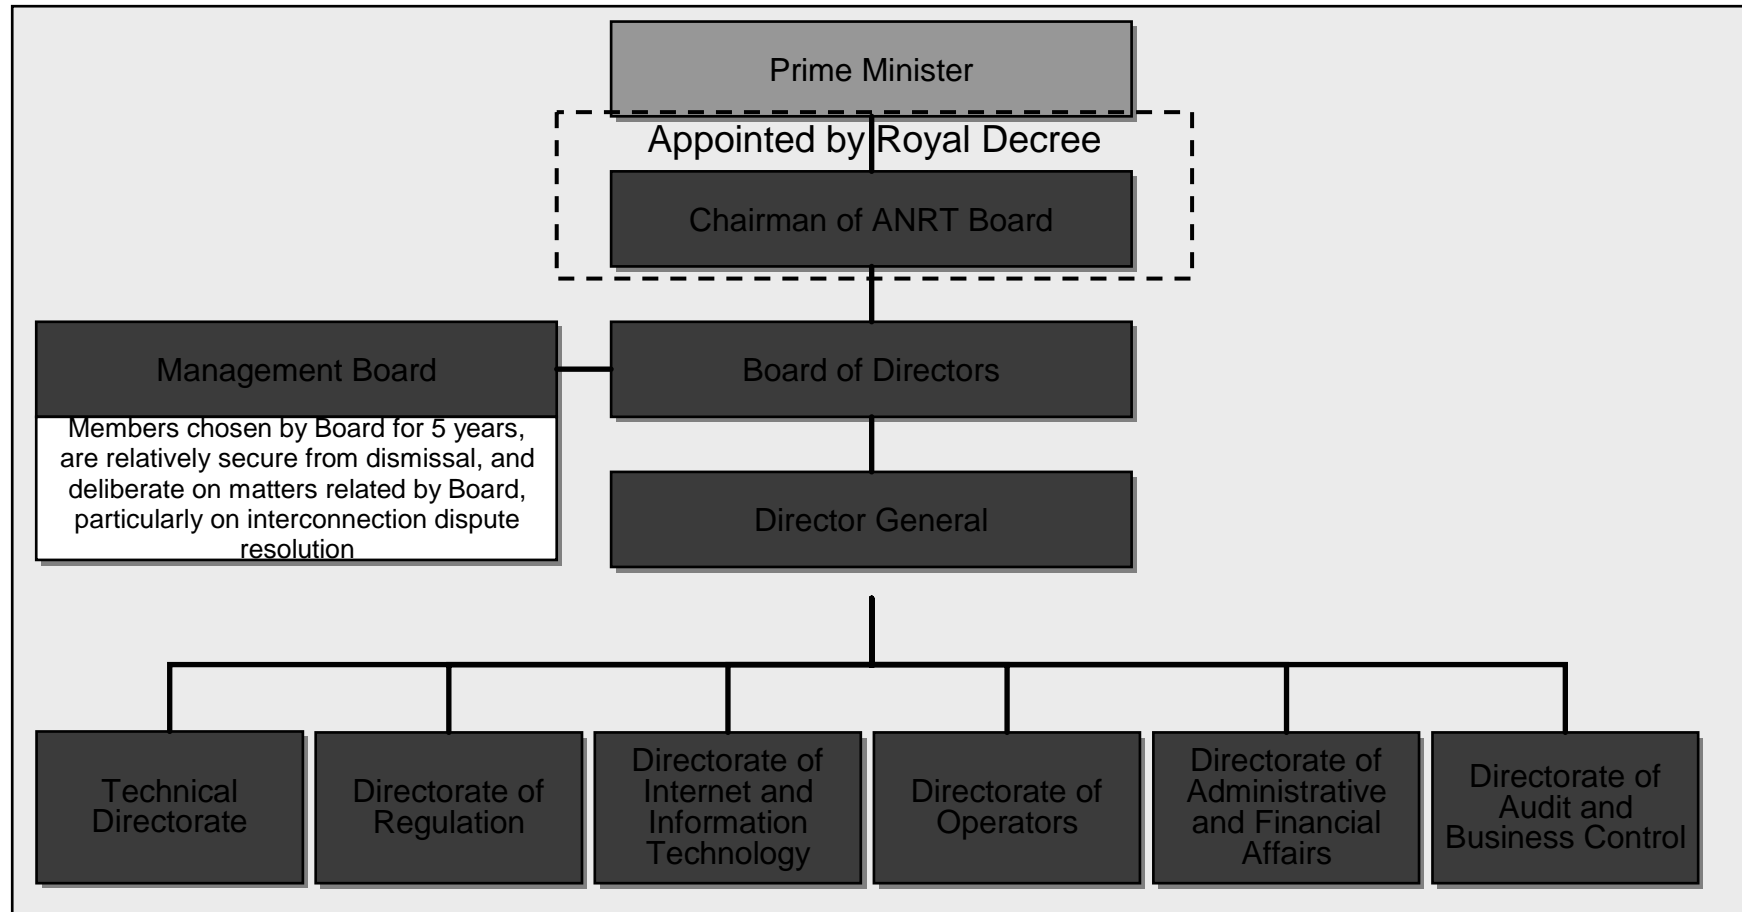 Prime Minister
Appointed by Royal Decree
Chairman of ANRT Board
Management Board
Members chosen by Board for 5 years,
are relatively secure from dismissal, and
deliberate on matters related by Board,
particularly on interconnection dispute
resolution
Board of Directors
Director General
Technical
Directorate
Directorate of
Regulation
Directorate of
Internet and
Information
Technology
Directorate of
Operators
Directorate of
Administrative
and Financial
Affairs
Directorate of
Audit and
Business Control